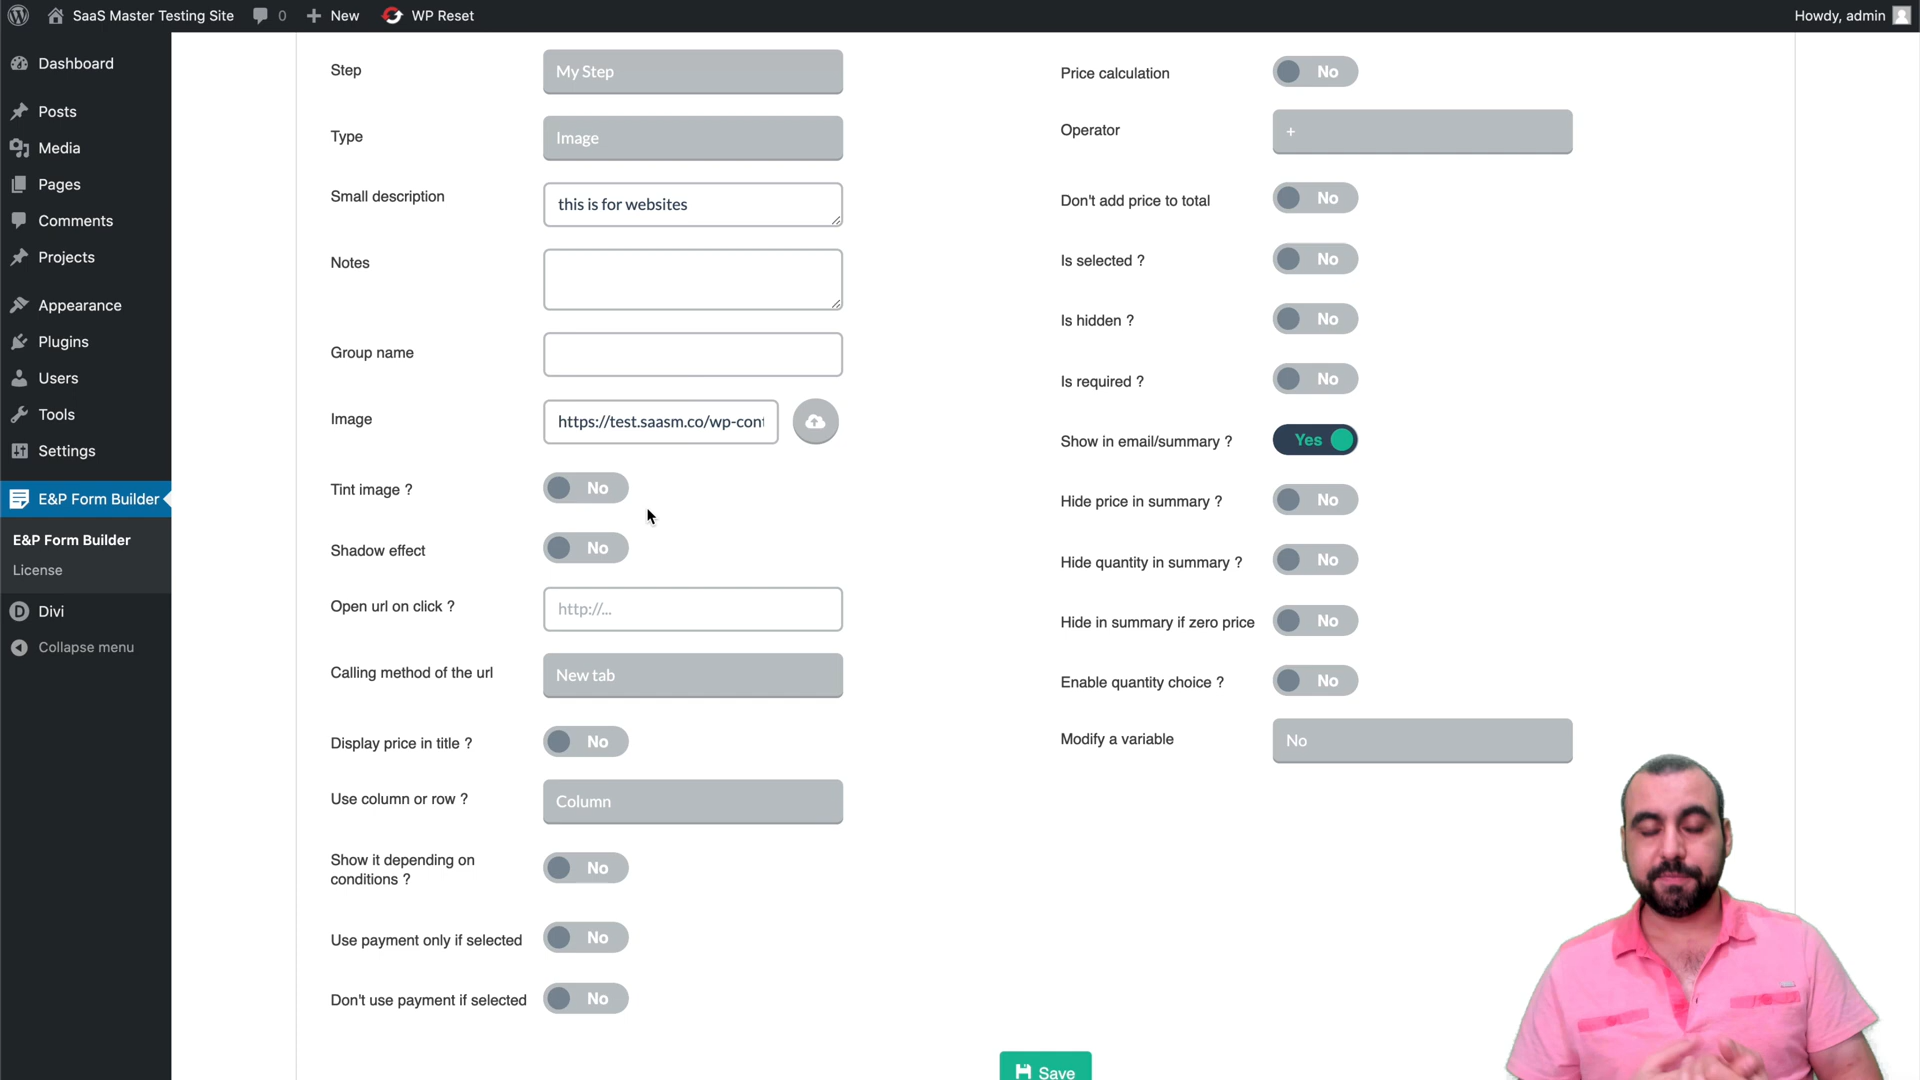 SaaS Master Testing Site 0 New WP Reset Howdy, admin
Dashboard
Posts
Media
Pages
Comments
Projects
Appearance
Plugins
Users
Tools
Settings
E&P Form Builder
E&P Form Builder
License
Divi
Collapse menu
Step My Step
Type Image
Small description this is for websites
Notes
Group name
Image https://test.saasm.co/wp-cont
Tint image ? No
Shadow effect No
Open url on click ? http://...
Calling method of the url New tab
Display price in title ? No
Use column or row ? Column
Show it depending on
conditions ? No
Use payment only if selected No
Don't use payment if selected No
Price calculation No
Operator +
Don't add price to total No
Is selected ? No
Is hidden ? No
Is required ? No
Show in email/summary ? Yes
Hide price in summary ? No
Hide quantity in summary ? No
Hide in summary if zero price No
Enable quantity choice ? No
Modify a variable No
Save